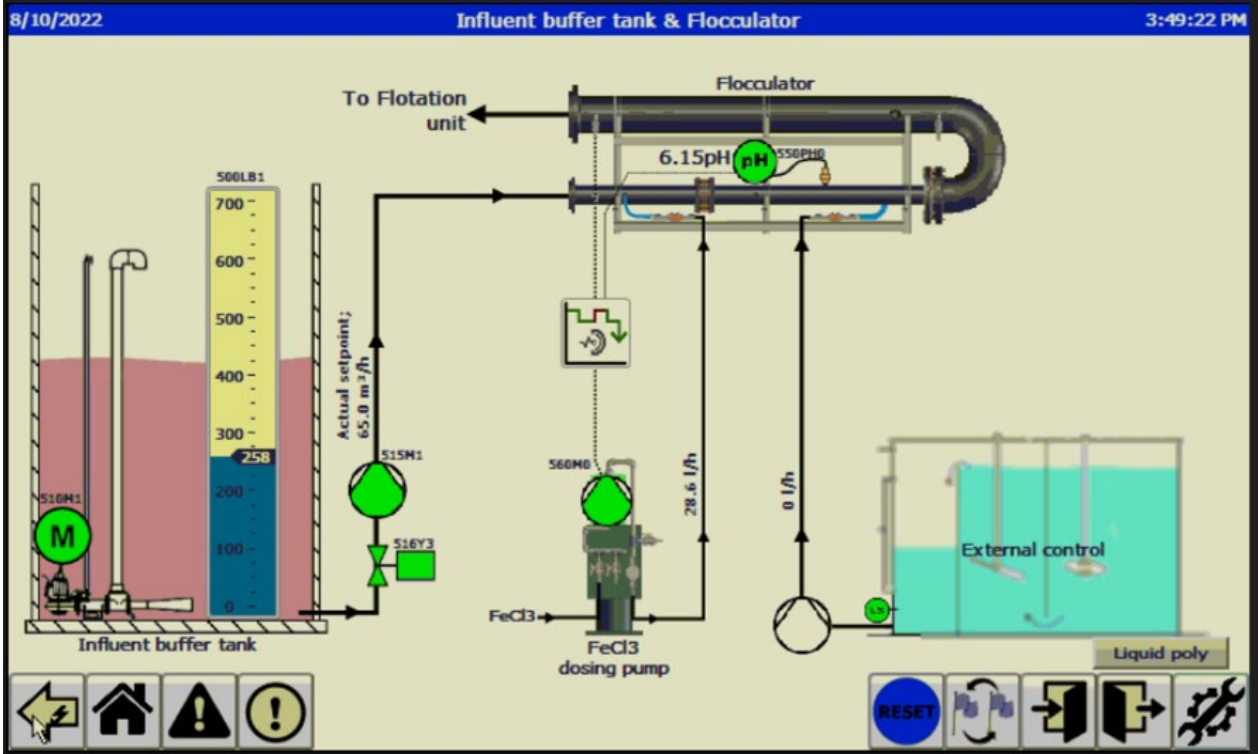 8/10/2022
Influent buffer tank & Flocculator
3:49:22 PM
Flocculator
To Flotation
unit
6.15pH
pH
550PH0
500LB1
700
600
500
400
300
258
200
100
0
510M1
M
Actual setpoint;
65.0 m³/h
515M1
516Y3
560M0
28.6 l/h
0 l/h
External control
LS
FeCl3
FeCl3
dosing pump
Influent buffer tank
Liquid poly
RESET